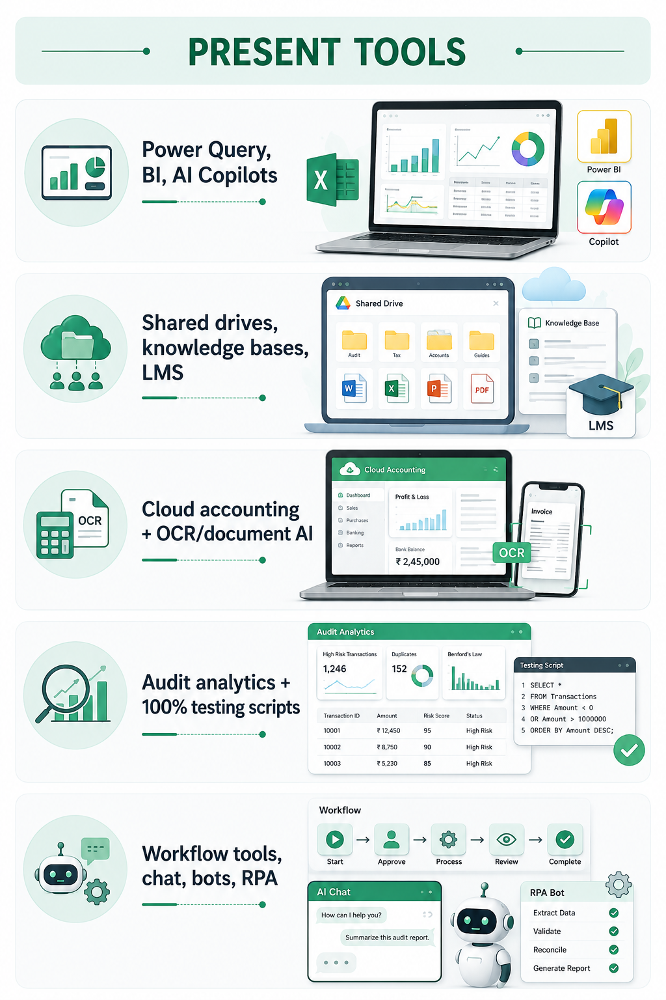 PRESENT TOOLS
Power Query,
BI, AI Copilots
X
Power BI
Copilot
Shared drives,
knowledge bases,
LMS
Shared Drive
Audit
Tax
Accounts
Guides
W
X
P
PDF
Knowledge Base
LMS
Cloud accounting
+ OCR/document AI
OCR
Cloud Accounting
Dashboard
Sales
Purchases
Banking
Reports
Profit & Loss
Bank Balance
₹ 2,45,000
Invoice
OCR
Audit analytics +
100% testing scripts
Audit Analytics
High Risk Transactions
1,246
Duplicates
152
Benford's Law
Transaction ID Amount Risk Score Status
10001 ₹ 12,450 95 High Risk
10002 ₹ 8,750 90 High Risk
10003 ₹ 5,230 85 High Risk
Testing Script
1 SELECT *
2 FROM Transactions
3 WHERE Amount < 0
4 OR Amount > 1000000
5 ORDER BY Amount DESC;
Workflow tools,
chat, bots, RPA
Workflow
Start
Approve
Process
Review
Complete
AI Chat
How can I help you?
Summarize this audit report.
RPA Bot
Extract Data
Validate
Reconcile
Generate Report